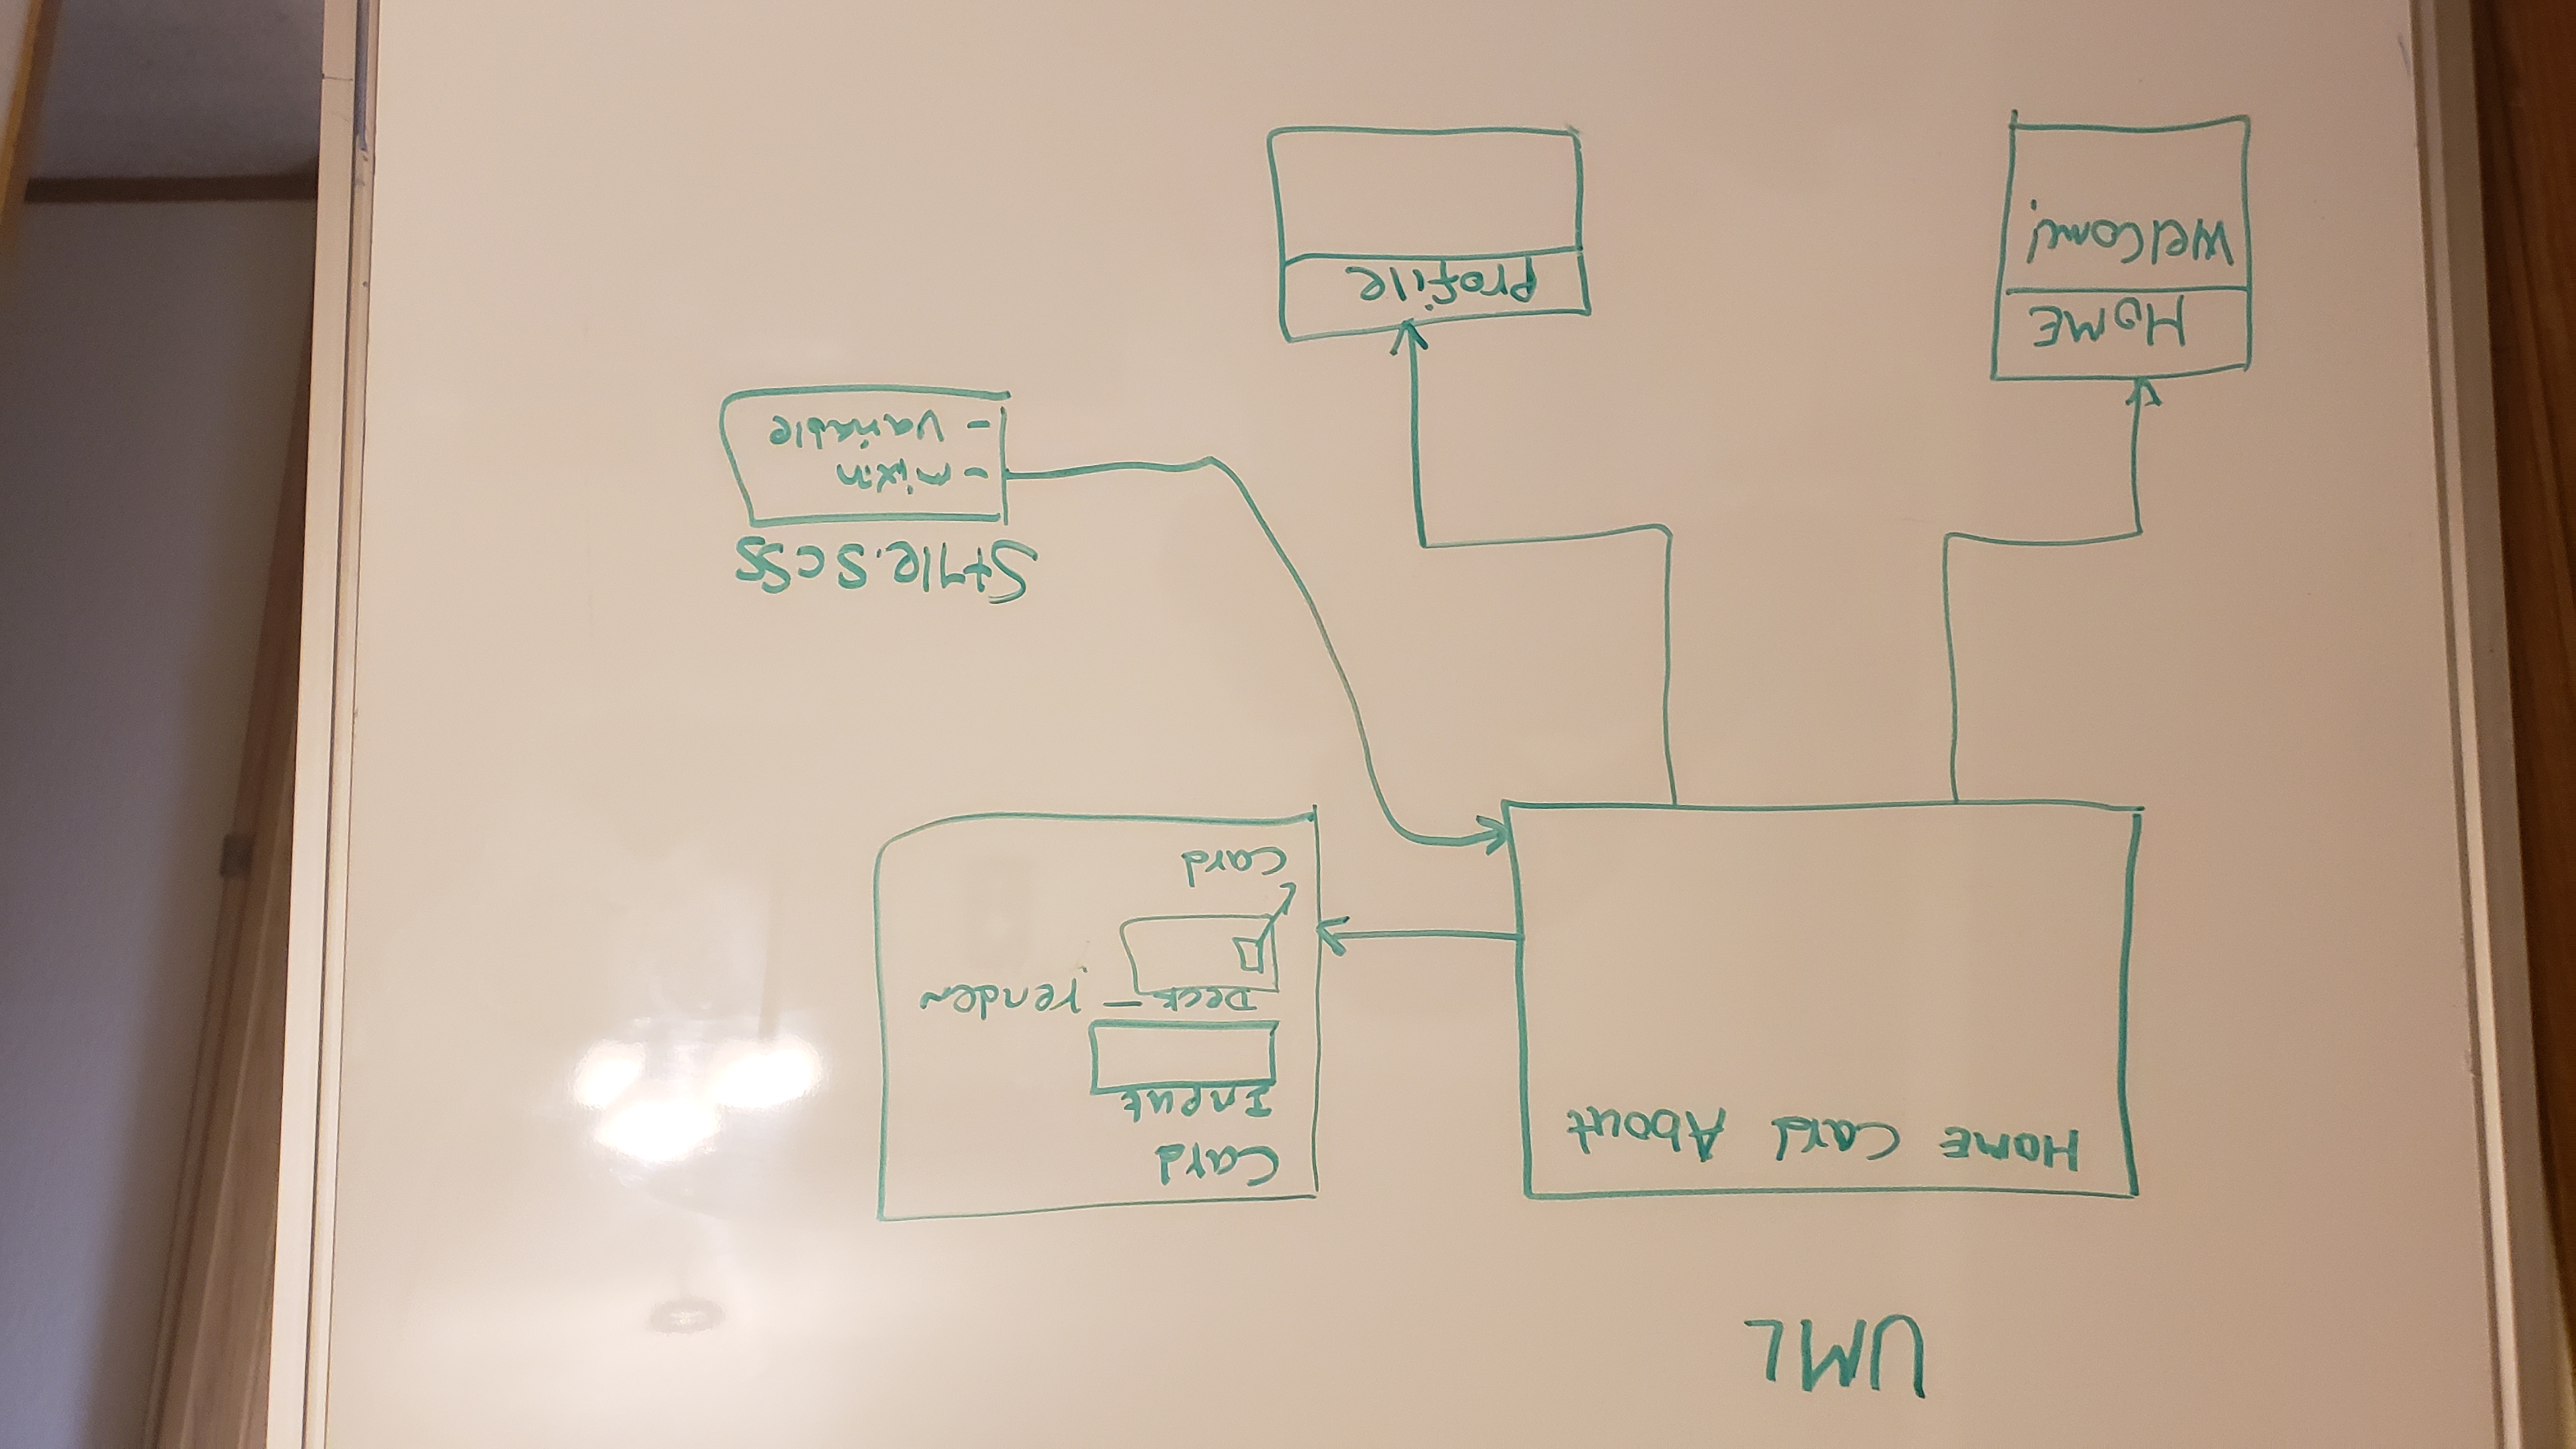 UML
HOME Card About
Card
Input
Deck - render
Card
Style.scss
- mixin
- variable
HOME
Welcome!
Profile